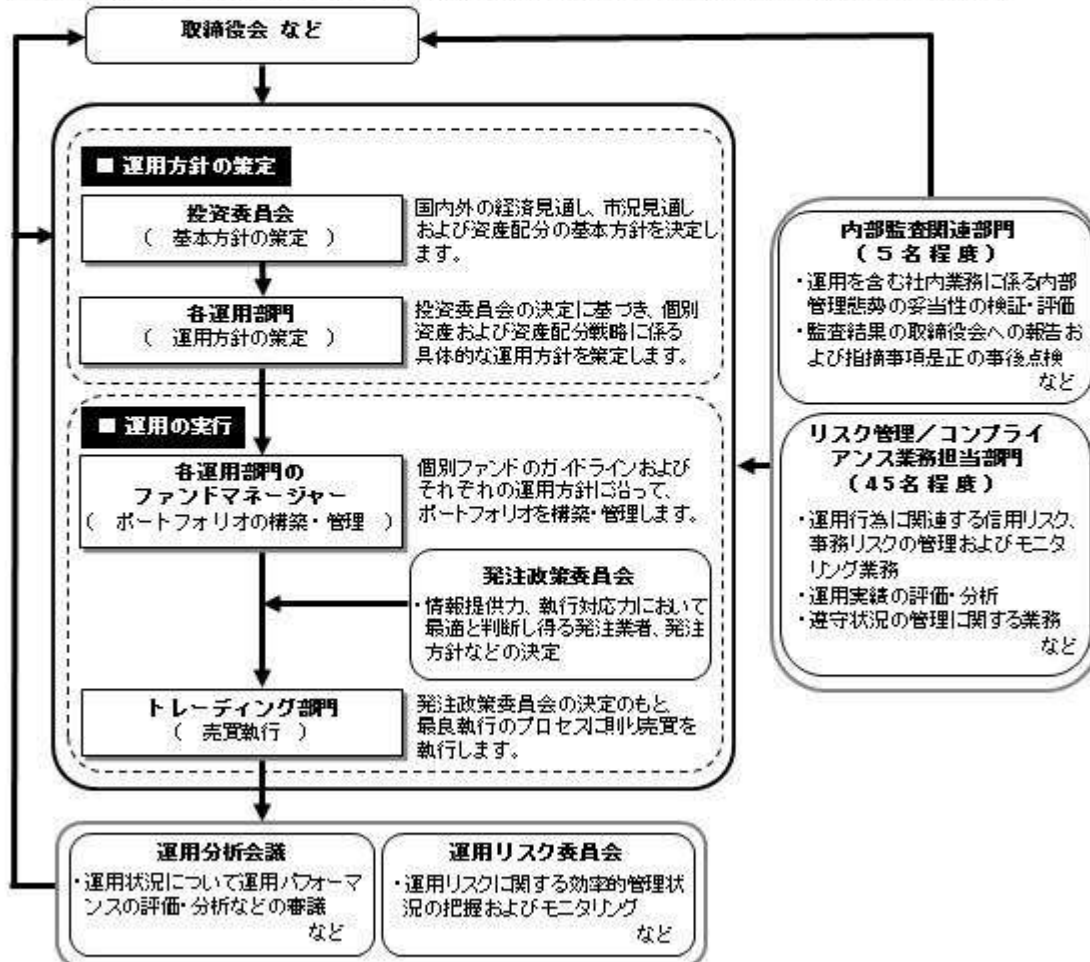 取締役会 など
■ 運用方針の策定
投資委員会
（ 基本方針の策定 ）
国内外の経済見通し、市況見通し
および資産配分の基本方針を決定し
ます。
各運用部門
（ 運用方針の策定 ）
投資委員会の決定に基づき、個別
資産および資産配分戦略に係る
具体的な運用方針を策定します。
■ 運用の実行
各運用部門の
ファンドマネージャー
（ ポートフォリオの構築・管理 ）
個別ファンドのガイドラインおよび
それぞれの運用方針に沿って、
ポートフォリオを構築・管理します。
発注政策委員会
・情報提供力、執行対応力において
最適と判断し得る発注業者、発注
方針などの決定
トレーディング部門
（ 売買執行 ）
発注政策委員会の決定のもと
最良執行のプロセスに則り売買を
執行します。
運用分析会議
・運用状況について運用パフォーマ
ンスの評価・分析などの審議
など
運用リスク委員会
・運用リスクに関する効率的管理状
況の把握およびモニタリング
など
内部監査関連部門
（５名程度）
・運用を含む社内業務に係る内部
管理態勢の妥当性の検証・評価
・監査結果の取締役会への報告お
よび指摘事項是正の事後点検
など
リスク管理／コンプライ
アンス業務担当部門
（45名程度）
・運用行為に関連する信用リスク、
事務リスクの管理およびモニタ
リング業務
・運用実績の評価・分析
・遵守状況の管理に関する業務
など